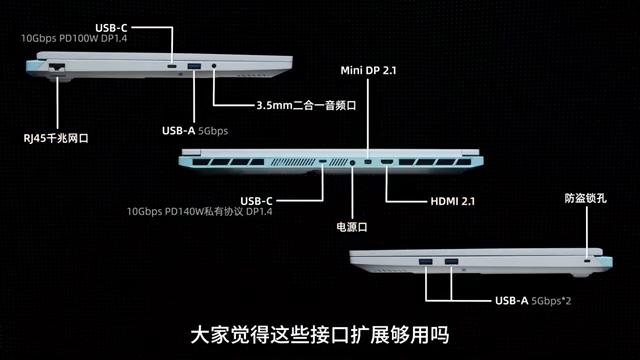 USB-C
10Gbps PD100W DP1.4
RJ45千兆网口
USB-A 5Gbps
3.5mm二合一音频口
Mini DP 2.1
USB-C
10Gbps PD140W私有协议 DP1.4
电源口
HDMI 2.1
防盗锁孔
USB-A 5Gbps*2
大家觉得这些接口扩展够用吗